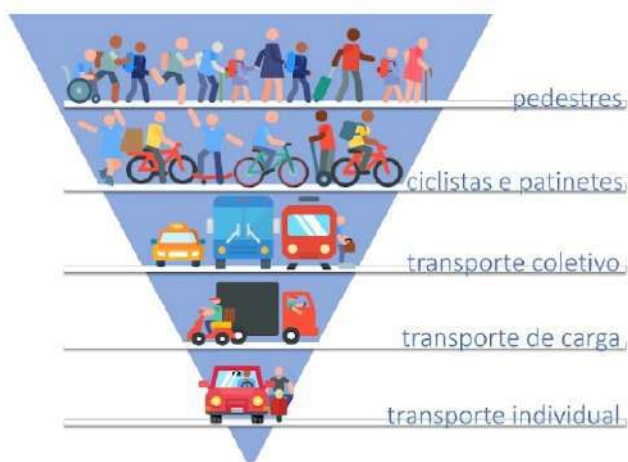 pedestres
ciclistas e patinetes
transporte coletivo
transporte de carga
transporte individual